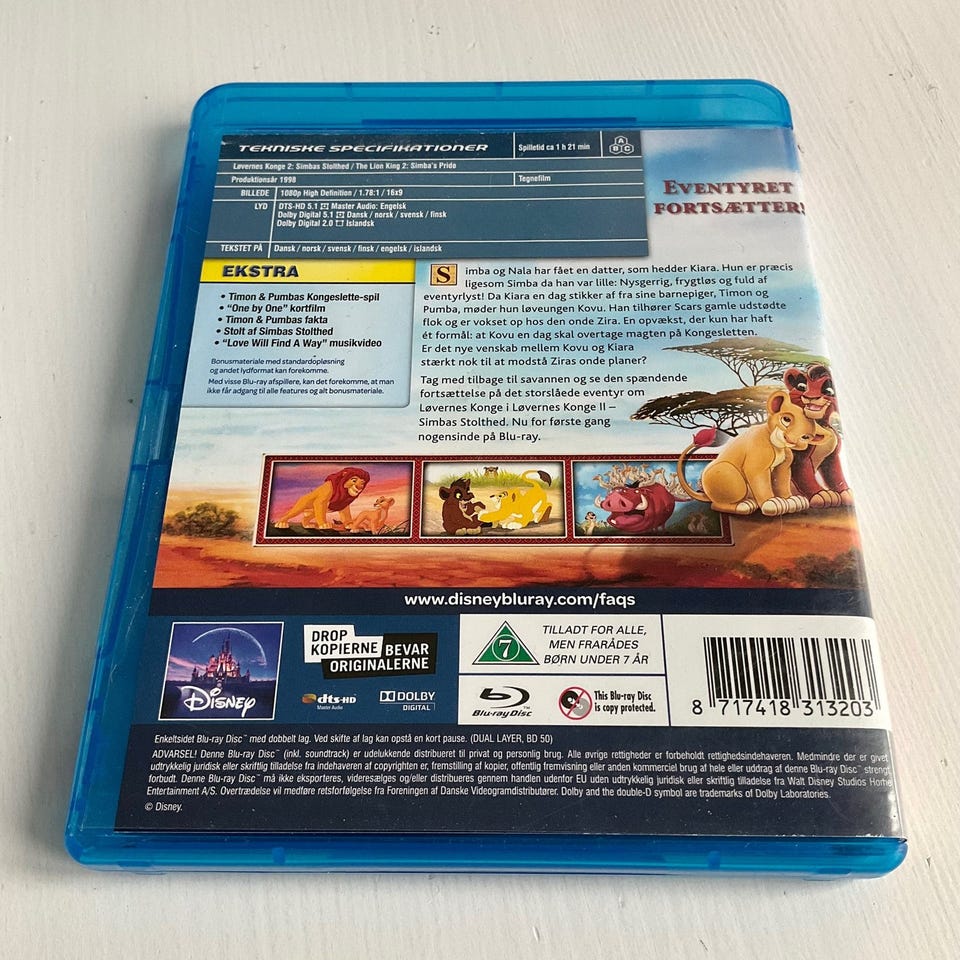 TEKNISKE SPECIFIKATIONER
Spilletid ca 1 h 21 min
A
B C
Løvernes Konge 2: Simbas Stolthed / The Lion King 2: Simba's Pride
Produktionsår 1998
Tegnefilm
BILLEDE 1080p High Definition / 1.78:1 / 16x9
LYD DTS-HD 5.1 Master Audio: Engelsk
Dolby Digital 5.1 Dansk / norsk / svensk / finsk
Dolby Digital 2.0 Islandsk
TEKSTET PÅ Dansk / norsk / svensk / finsk / engelsk / islandsk
EVENTYRET
FORTSÆTTER!
EKSTRA
• Timon & Pumbas Kongeslette-spil
• "One by One" kortfilm
• Timon & Pumbas fakta
• Stolt af Simbas Stolthed
• "Love Will Find A Way" musikvideo
Bonusmateriale med standardopløsning
og andet lydformat kan forekomme.
Med visse Blu-ray afspillere, kan det forekomme, at man
ikke får adgang til alle features og alt bonusmateriale.
Simba og Nala har fået en datter, som hedder Kiara. Hun er præcis
ligesom Simba da han var lille: Nysgerrig, frygtløs og fuld af
eventyrlyst! Da Kiara en dag stikker af fra sine barnepiger, Timon og
Pumba, møder hun løveungen Kovu. Han tilhører Scars gamle udstødte
flok og er vokset op hos den onde Zira. En opvækst, der kun har haft
ét formål: at Kovu en dag skal overtage magten på Kongesletten.
Er det nye venskab mellem Kovu og Kiara
stærkt nok til at modstå Ziras onde planer?
Tag med tilbage til savannen og se den spændende
fortsættelse på det storslåede eventyr om
Løvernes Konge i Løvernes Konge II –
Simbas Stolthed. Nu for første gang
nogensinde på Blu-ray.
www.disneybluray.com/faqs
Disney
DROP
KOPIERNE BEVAR
ORIGINALERNE
dts-HD
Master Audio
DOLBY
DIGITAL
7
TILLADT FOR ALLE,
MEN FRARÅDES
BØRN UNDER 7 ÅR
Blu-ray Disc™
This Blu-ray Disc
is copy protected.
8 717418 313203
Enkeltsidet Blu-ray Disc™ med dobbelt lag. Ved skifte af lag kan opstå en kort pause. (DUAL LAYER, BD 50)
ADVARSEL! Denne Blu-ray Disc™ (inkl. soundtrack) er udelukkende distribueret til privat og personlig brug. Alle øvrige rettigheder er forbeholdt rettighedsindehaveren. Medmindre der er givet
udtrykkelig juridisk eller skriftlig tilladelse fra indehaveren af copyrighten er, fremstilling af kopier, offentlig fremvisning eller anden kommerciel brug af hele eller uddrag af denne Blu-ray Disc™ strengt
forbudt. Denne Blu-ray Disc™ må ikke eksporteres, videresælges og/eller distribueres gennem handler udenfor EU uden udtrykkelig juridisk eller skriftlig tilladelse fra Walt Disney Studios Home
Entertainment A/S. Overtrædelse vil medføre retsforfølgelse fra Foreningen af Danske Videogramdistributører. Dolby and the double-D symbol are trademarks of Dolby Laboratories.
© Disney.